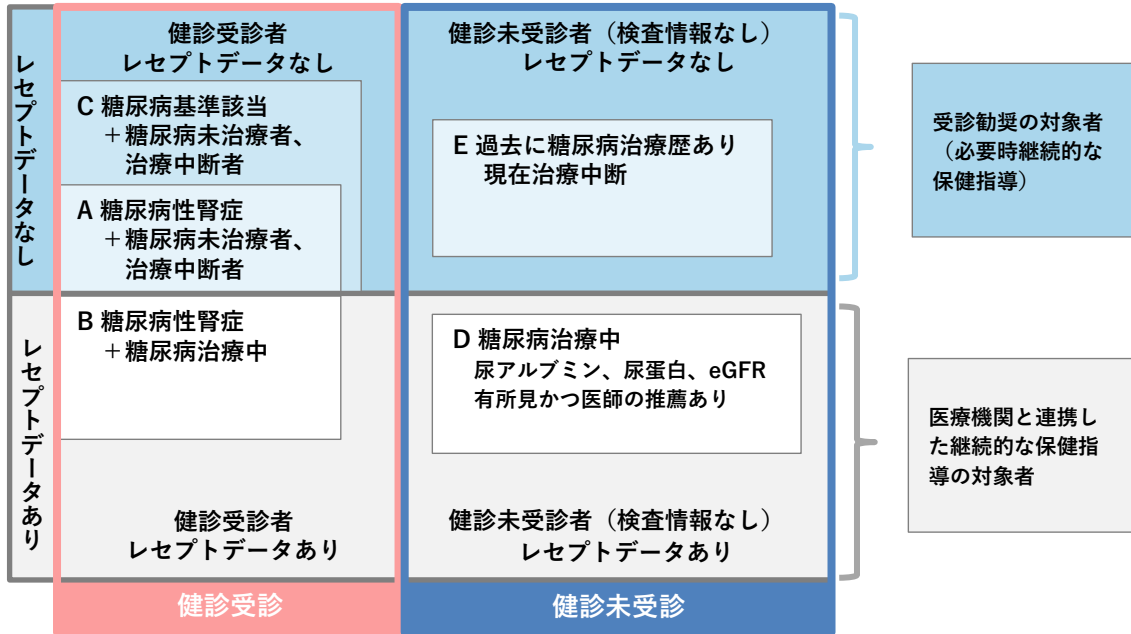 レセプトデータなし
健診受診者
レセプトデータなし
C 糖尿病基準該当
＋糖尿病未治療者、
治療中断者
A 糖尿病性腎症
＋糖尿病未治療者、
治療中断者
健診未受診者（検査情報なし）
レセプトデータなし
E 過去に糖尿病治療歴あり
現在治療中断
受診勧奨の対象者
（必要時継続的な
保健指導）
レセプトデータあり
B 糖尿病性腎症
＋糖尿病治療中
健診受診者
レセプトデータあり
D 糖尿病治療中
尿アルブミン、尿蛋白、eGFR
有所見かつ医師の推薦あり
健診未受診者（検査情報なし）
レセプトデータあり
医療機関と連携し
た継続的な保健指
導の対象者
健診受診
健診未受診